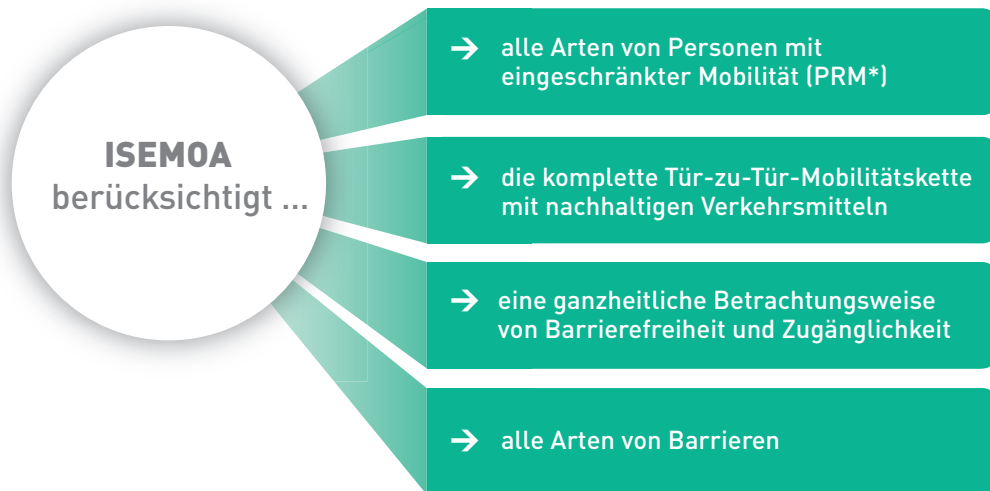 ISEMOA
berücksichtigt ...
→ alle Arten von Personen mit
eingeschränkter Mobilität (PRM*)
→ die komplette Tür-zu-Tür-Mobilitätskette
mit nachhaltigen Verkehrsmitteln
→ eine ganzheitliche Betrachtungsweise
von Barrierefreiheit und Zugänglichkeit
→ alle Arten von Barrieren